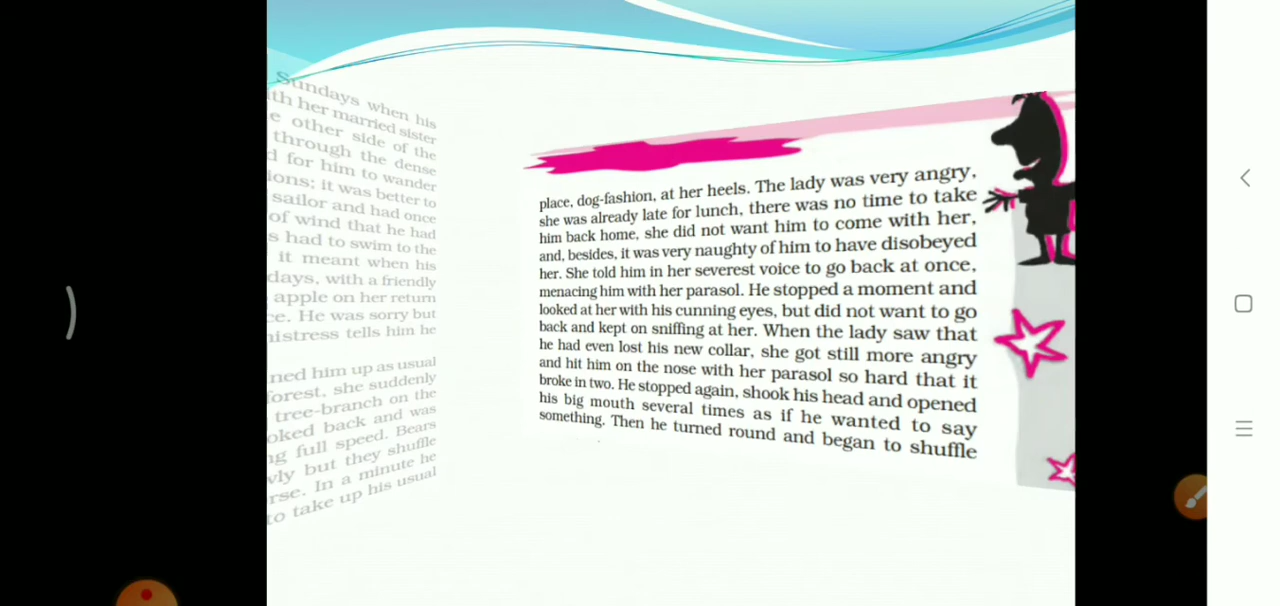 Sundays when his
ith her married sister
e other side of the
through the dense
d for him to wander
ions; it was better to
sailor and had once
of wind that he had
s had to swim to the
it meant when his
days, with a friendly
apple on her return
ce. He was sorry but
mistress tells him he
ned him up as usual
forest, she suddenly
tree-branch on the
oked back and was
ng full speed. Bears
wly but they shuffle
rse. In a minute he
to take up his usual
place, dog-fashion, at her heels. The lady was very angry,
she was already late for lunch, there was no time to take
him back home, she did not want him to come with her,
and, besides, it was very naughty of him to have disobeyed
her. She told him in her severest voice to go back at once,
menacing him with her parasol. He stopped a moment and
looked at her with his cunning eyes, but did not want to go
back and kept on sniffing at her. When the lady saw that
he had even lost his new collar, she got still more angry
and hit him on the nose with her parasol so hard that it
broke in two. He stopped again, shook his head and opened
his big mouth several times as if he wanted to say
something. Then he turned round and began to shuffle